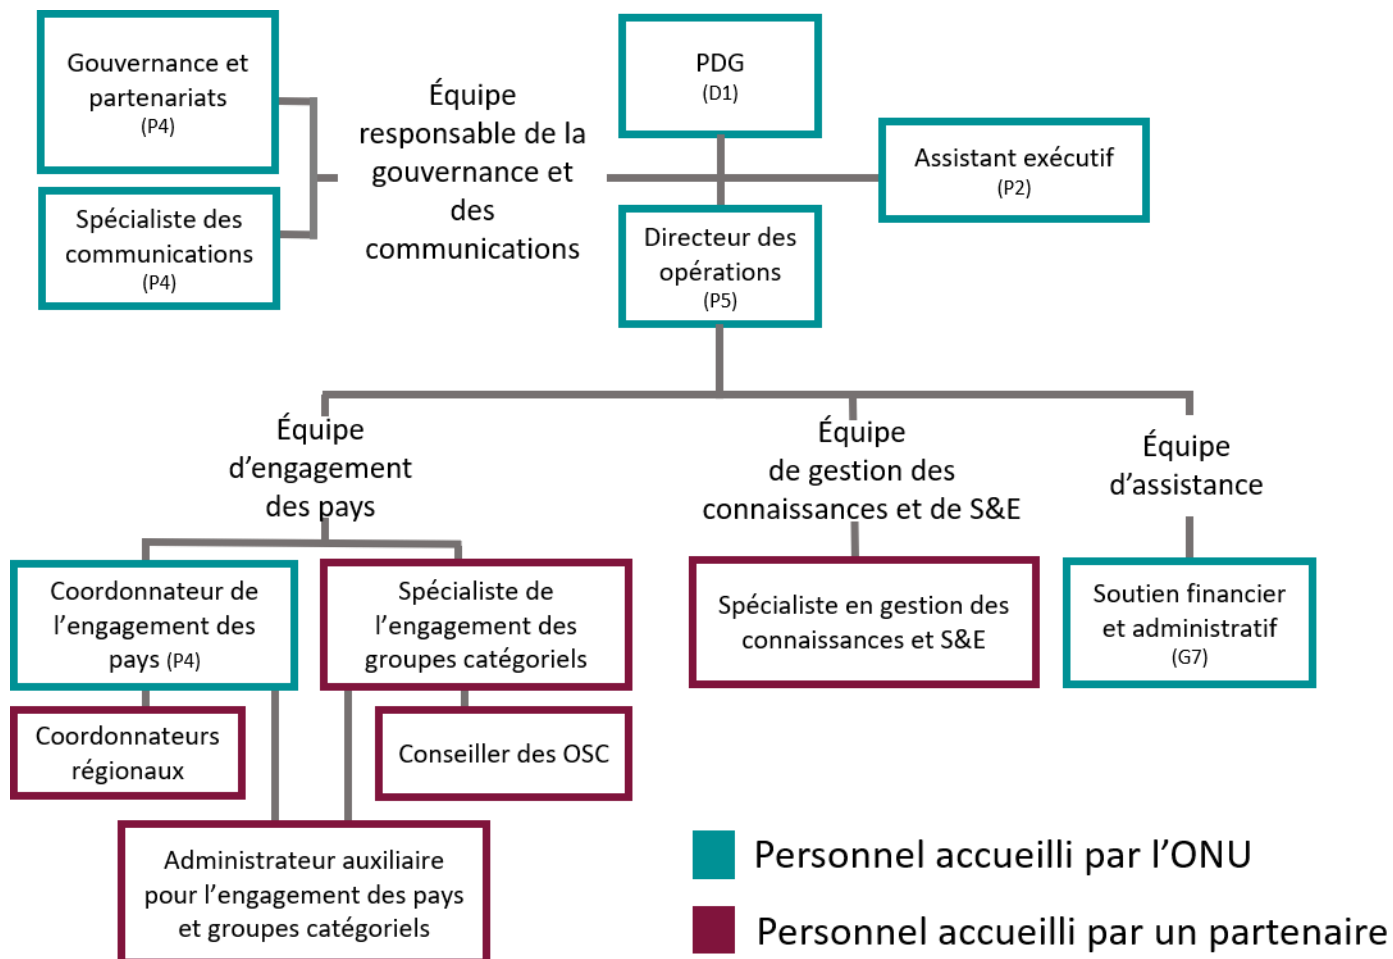 Gouvernance et
partenariats
(P4)
Spécialiste des
communications
(P4)
Équipe
responsable de la
gouvernance et
des
communications
PDG
(D1)
Assistant exécutif
(P2)
Directeur des
opérations
(P5)
Équipe
d’engagement
des pays
Équipe
de gestion des
connaissances et de S&E
Équipe
d’assistance
Coordonnateur de
l’engagement des
pays (P4)
Spécialiste de
l’engagement des
groupes catégoriels
Spécialiste en gestion des
connaissances et S&E
Soutien financier
et administratif
(G7)
Coordonnateurs
régionaux
Conseiller des OSC
Administrateur auxiliaire
pour l’engagement des pays
et groupes catégoriels
Personnel accueilli par l’ONU
Personnel accueilli par un partenaire